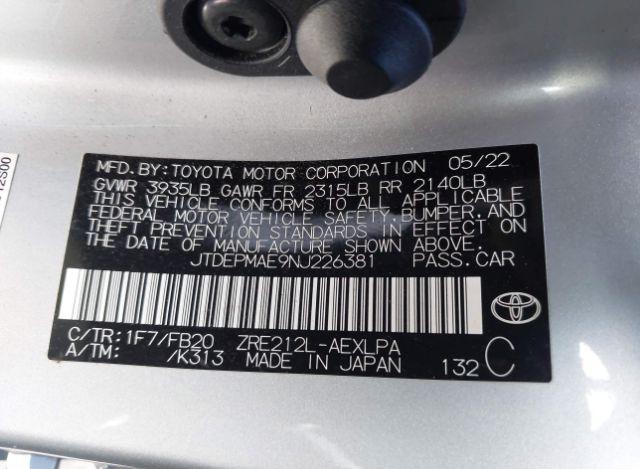 MFD. BY: TOYOTA MOTOR CORPORATION 05/22
GVWR 3935LB GAWR FR 2315LB RR 2140LB
THIS VEHICLE CONFORMS TO ALL APPLICABLE
FEDERAL MOTOR VEHICLE SAFETY, BUMPER, AND
THEFT PREVENTION STANDARDS IN EFFECT ON
THE DATE OF MANUFACTURE SHOWN ABOVE.
JTDEPMAE9NJ226381 PASS. CAR
C/TR: 1F7/FB20 ZRE212L-AEXLPA
A/TM: /K313 MADE IN JAPAN 132 C